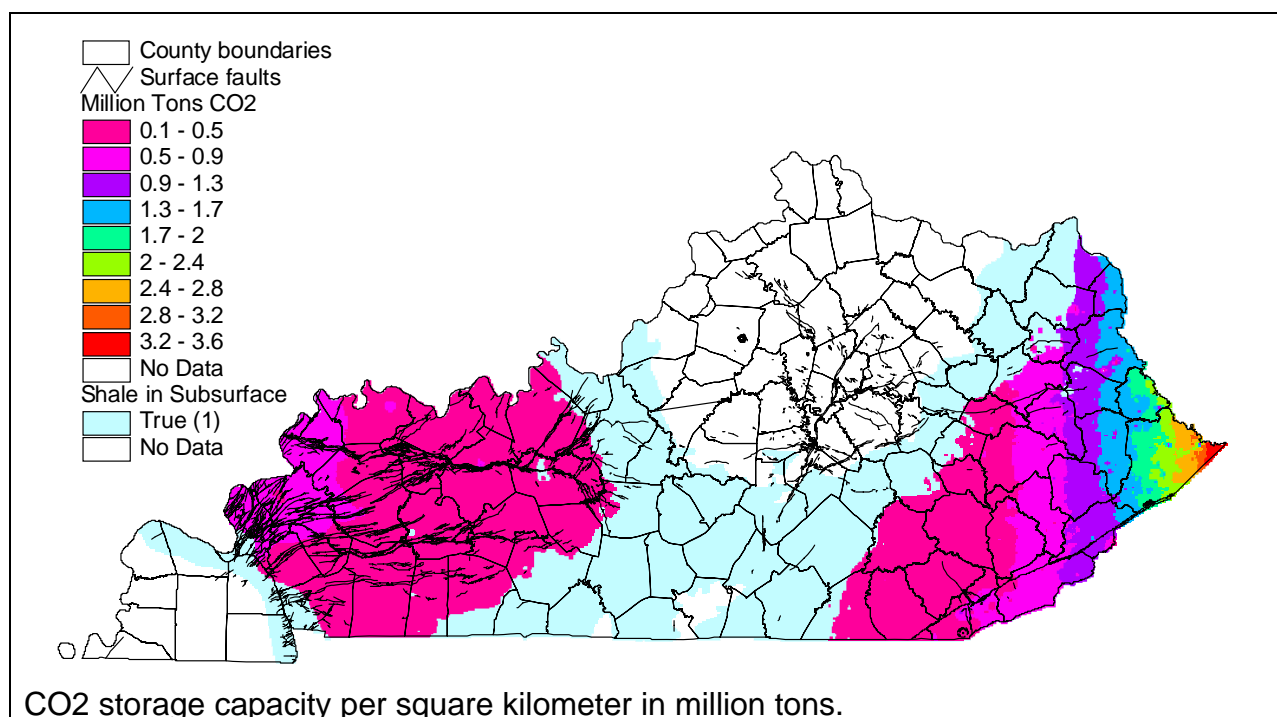 County boundaries
Surface faults
Million Tons CO2
0.1 - 0.5
0.5 - 0.9
0.9 - 1.3
1.3 - 1.7
1.7 - 2
2 - 2.4
2.4 - 2.8
2.8 - 3.2
3.2 - 3.6
No Data
Shale in Subsurface
True (1)
No Data
CO2 storage capacity per square kilometer in million tons.